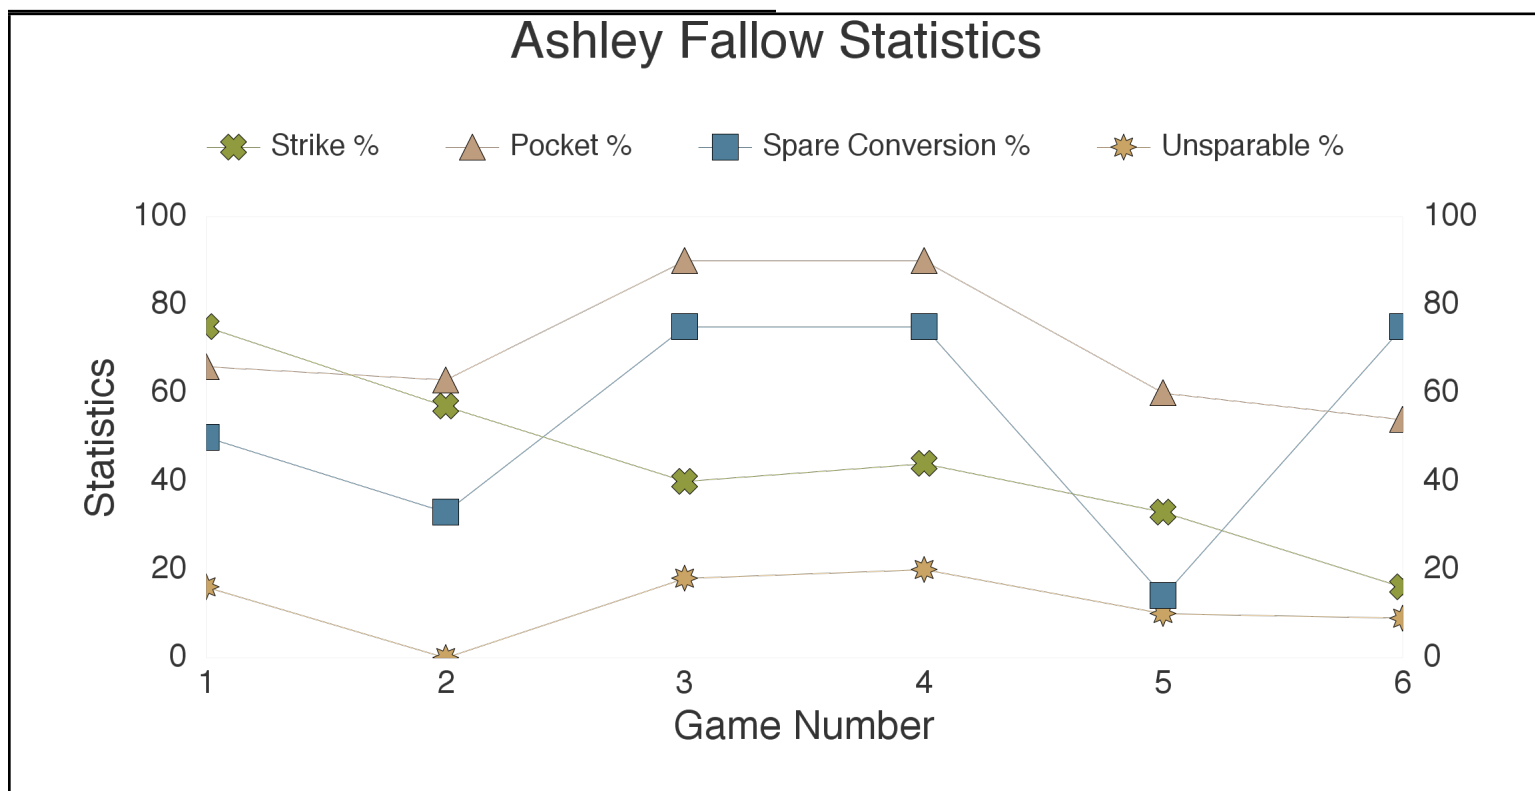 Ashley Fallow Statistics
Strike % Pocket % Spare Conversion % Unsparable %
100 100
80 80
60 60
40 40
20 20
0 0
Statistics
1 2 3 4 5 6
Game Number